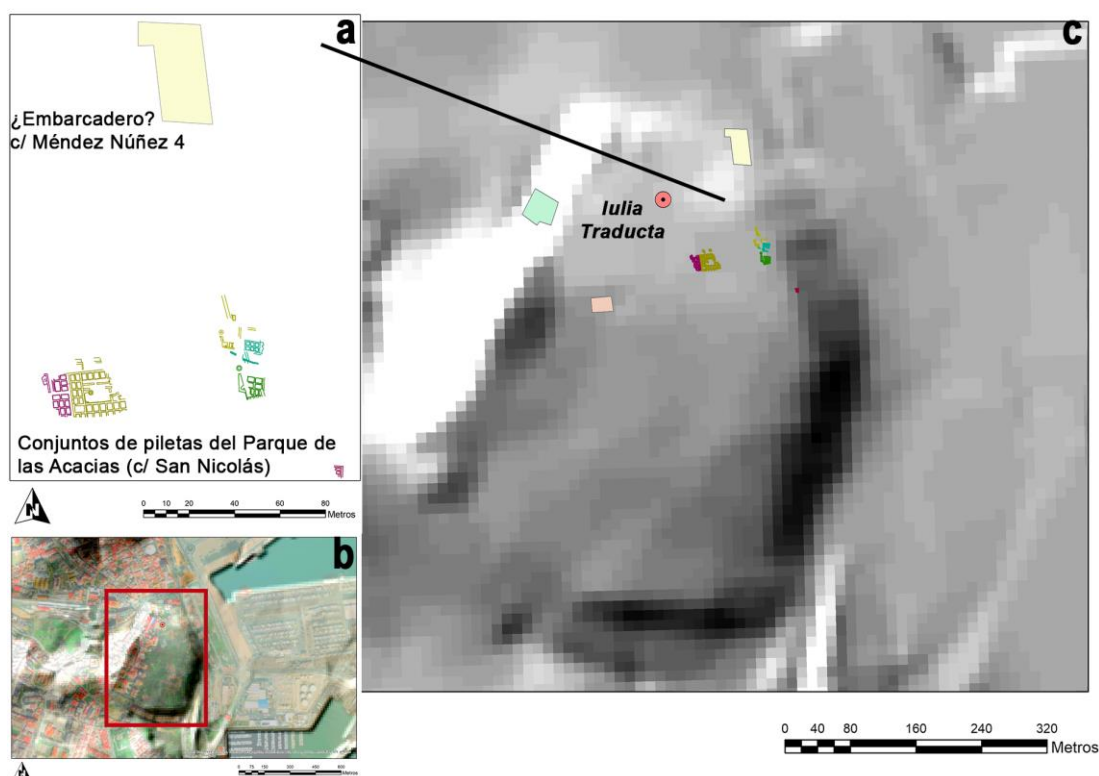 a
¿Embarcadero?
c/ Méndez Núñez 4
Conjuntos de piletas del Parque de
las Acacias (c/ San Nicolás)
N
0 10 20 40 60 80
Metros
b
N
Metros
c
Iulia
Traducta
0 40 80 160 240 320
Metros